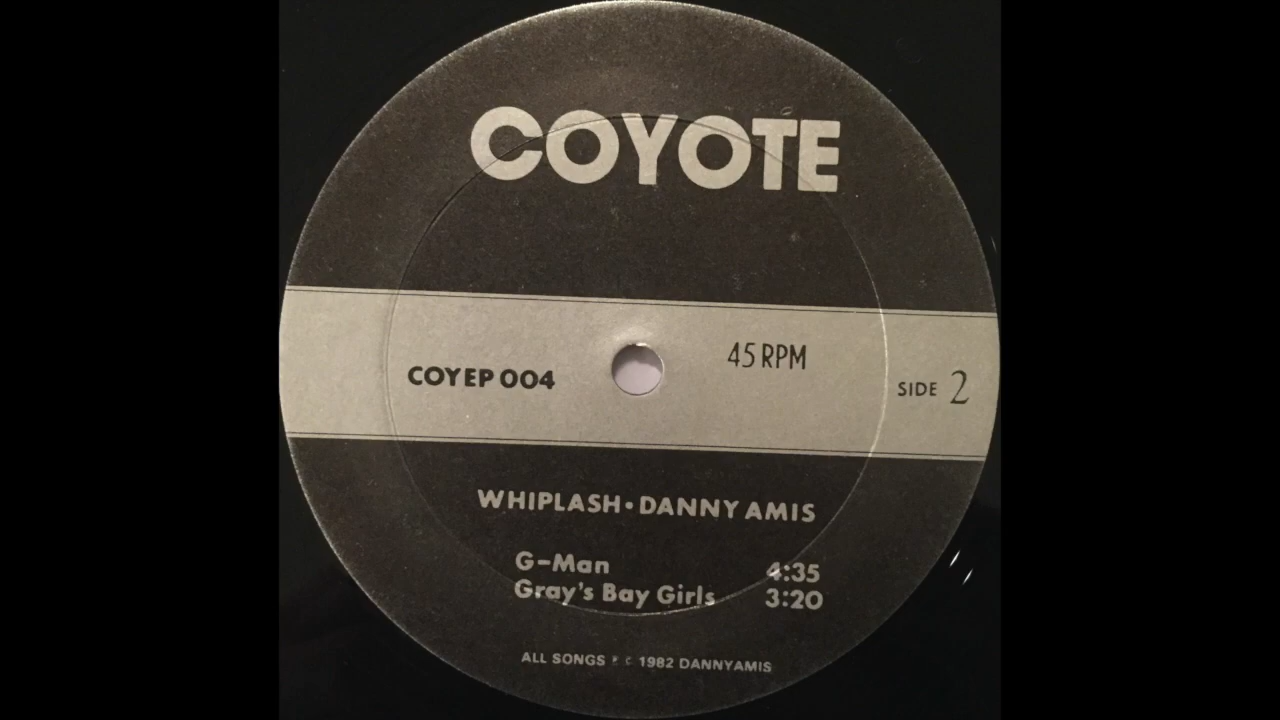 COYOTE
45 RPM
COYEP 004
SIDE 2
WHIPLASH • DANNY AMIS
G-Man 4:35
Gray's Bay Girls 3:20
ALL SONGS ℗ © 1982 DANNYAMIS